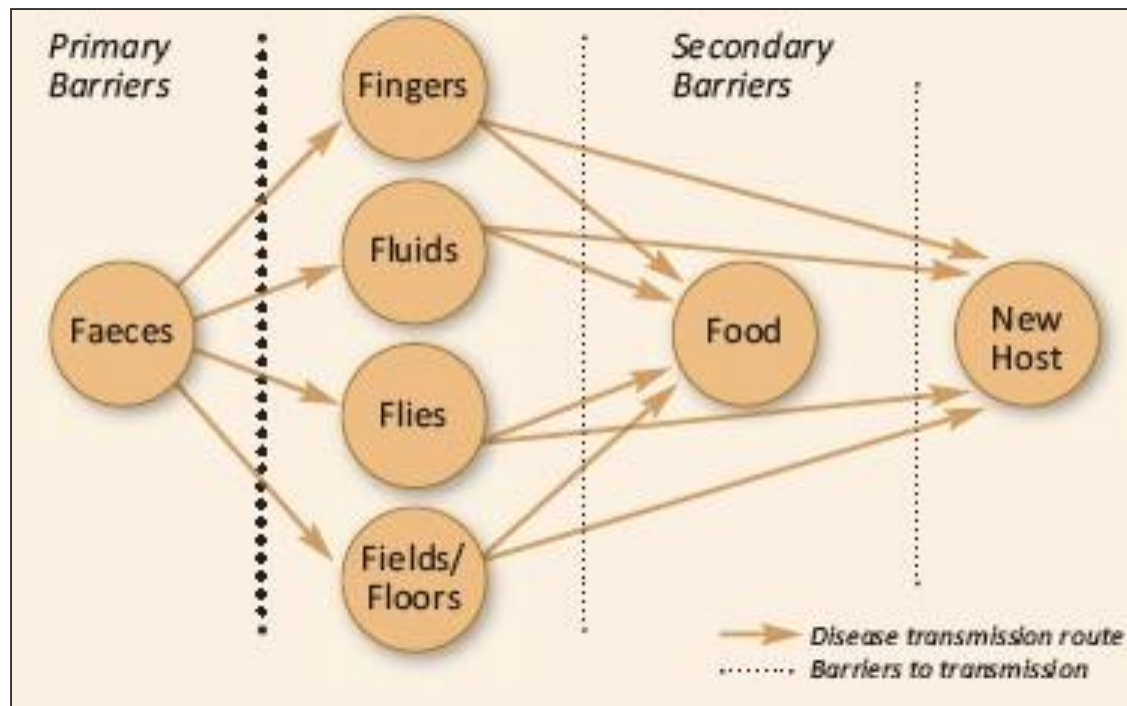 Primary
Barriers
Secondary
Barriers
Fingers
Fluids
Faeces
Food
New
Host
Flies
Fields/
Floors
Disease transmission route
Barriers to transmission